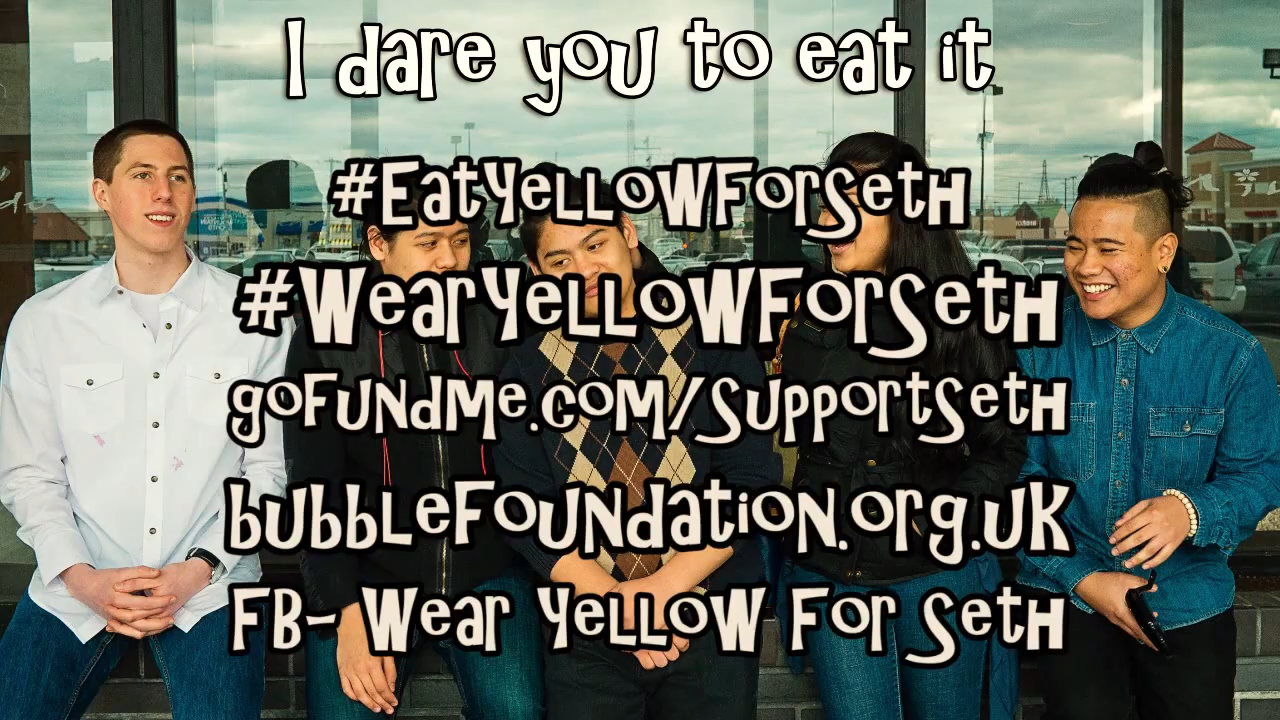 I dare you to eat it
#EatYellowForSeth
#WearYellowForSeth
gofundme.com/supportseth
bubblefoundation.org.uk
FB- Wear Yellow For Seth